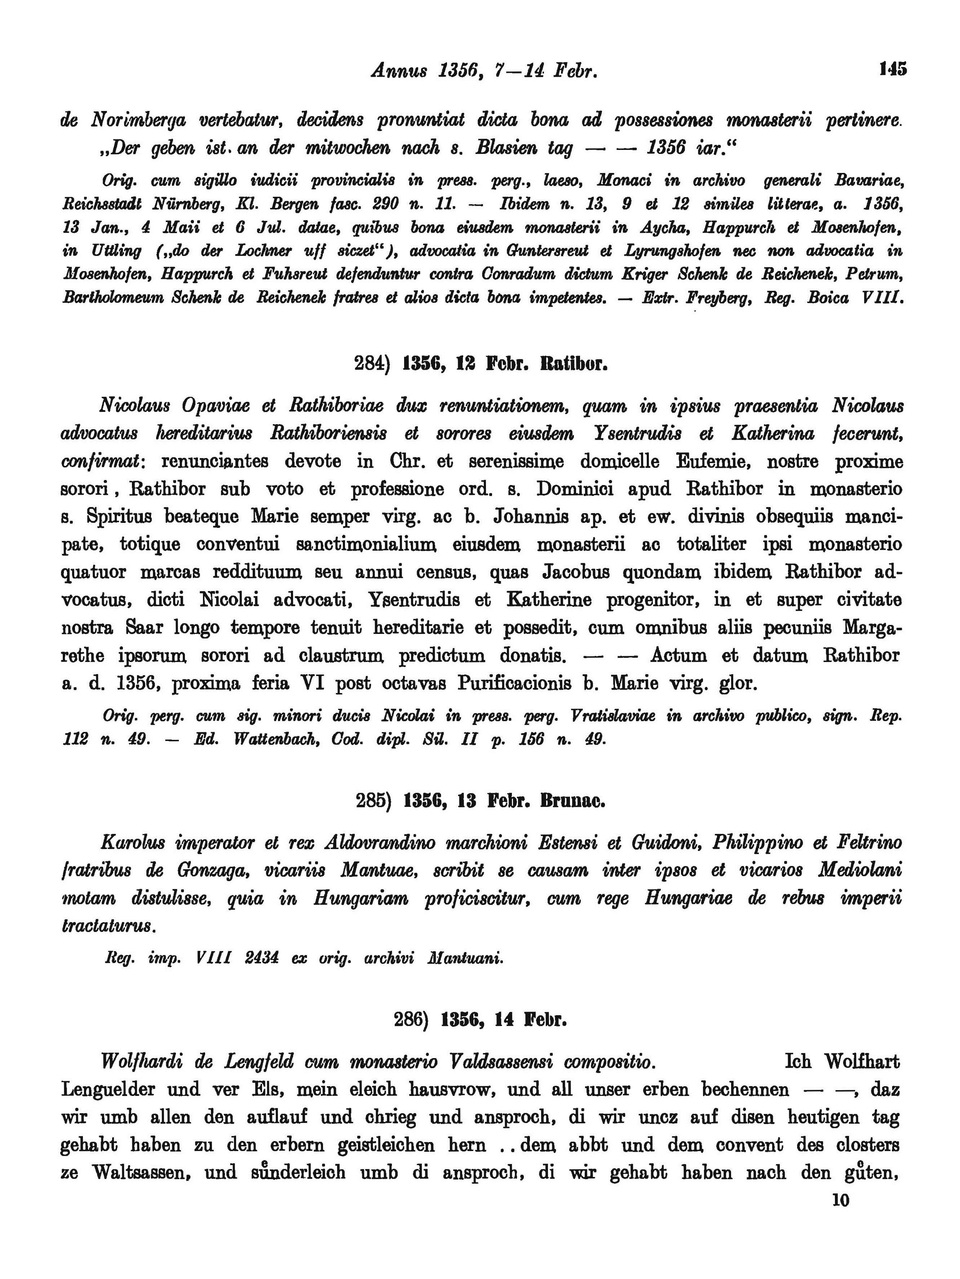 Annus 1356, 7—14 Febr. 145
de Norimberga vertebatur, decidens pronuntiat dicta bona ad possessiones monasterii pertinere.
„Der geben ist an der mitwochen nach s. Blasien tag — — 1356 iar.“
Orig. cum sigillo iudicii provincialis in press. perg., laeso, Monaci in archivo generali Bavariae,
Reichsstadt Nürnberg, Kl. Bergen fasc. 290 n. 11. — Ibidem n. 13, 9 et 12 similes litterae, a. 1356,
13 Jan., 4 Maii et 6 Jul. datae, quibus bona eiusdem monasterii in Aycha, Happurch et Mosenhofen,
in Uttling („do der Lochner uff siczet“), advocatia in Guntersreut et Lyrungshofen nec non advocatia in
Mosenhofen, Happurch et Fuhsreut defenduntur contra Conradum dictum Kriger Schenk de Reichenek, Petrum,
Bartholomeum Schenk de Reichenek fratres et alios dicta bona impetentes. — Extr. Freyberg, Reg. Boica VIII.
284) 1356, 12 Febr. Ratibor.
Nicolaus Opaviae et Rathiboriae dux renuntiationem, quam in ipsius praesentia Nicolaus
advocatus hereditarius Rathiboriensis et sorores eiusdem Ysentrudis et Katherina fecerunt,
confirmat: renunciantes devote in Chr. et serenissime domicelle Eufemie, nostre proxime
sorori, Rathibor sub voto et professione ord. s. Dominici apud Rathibor in monasterio
s. Spiritus beateque Marie semper virg. ac b. Johannis ap. et ew. divinis obsequiis manci-
pate, totique conventui sanctimonialium eiusdem monasterii ac totaliter ipsi monasterio
quatuor marcas reddituum seu annui census, quas Jacobus quondam ibidem Rathibor ad-
vocatus, dicti Nicolai advocati, Ysentrudis et Katherine progenitor, in et super civitate
nostra Saar longo tempore tenuit hereditarie et possedit, cum omnibus aliis pecuniis Marga-
rethe ipsorum sorori ad claustrum predictum donatis. — — Actum et datum Rathibor
a. d. 1356, proxima feria VI post octavas Purificacionis b. Marie virg. glor.
Orig. perg. cum sig. minori ducis Nicolai in press. perg. Vratislaviae in archivo publico, sign. Rep.
112 n. 49. — Ed. Wattenbach, Cod. dipl. Sil. II p. 156 n. 49.
285) 1356, 13 Febr. Brunae.
Karolus imperator et rex Aldovrandino marchioni Estensi et Guidoni, Philippino et Feltrino
fratribus de Gonzaga, vicariis Mantuae, scribit se causam inter ipsos et vicarios Mediolani
motam distulisse, quia in Hungariam proficiscitur, cum rege Hungariae de rebus imperii
tractaturus.
Reg. imp. VIII 2434 ex orig. archivi Mantuani.
286) 1356, 14 Febr.
Wolfhardi de Lengfeld cum monasterio Valdsassensi compositio. Ich Wolfhart
Lenguelder und ver Els, mein eleich hausvrow, und all unser erben bechennen — —, daz
wir umb allen den auflauf und chrieg und ansproch, di wir uncz auf disen heutigen tag
gehabt haben zu den erbern geistleichen hern .. dem abbt und dem convent des closters
ze Waltsassen, und sůnderleich umb di ansproch, di wir gehabt haben nach den gůten,
10